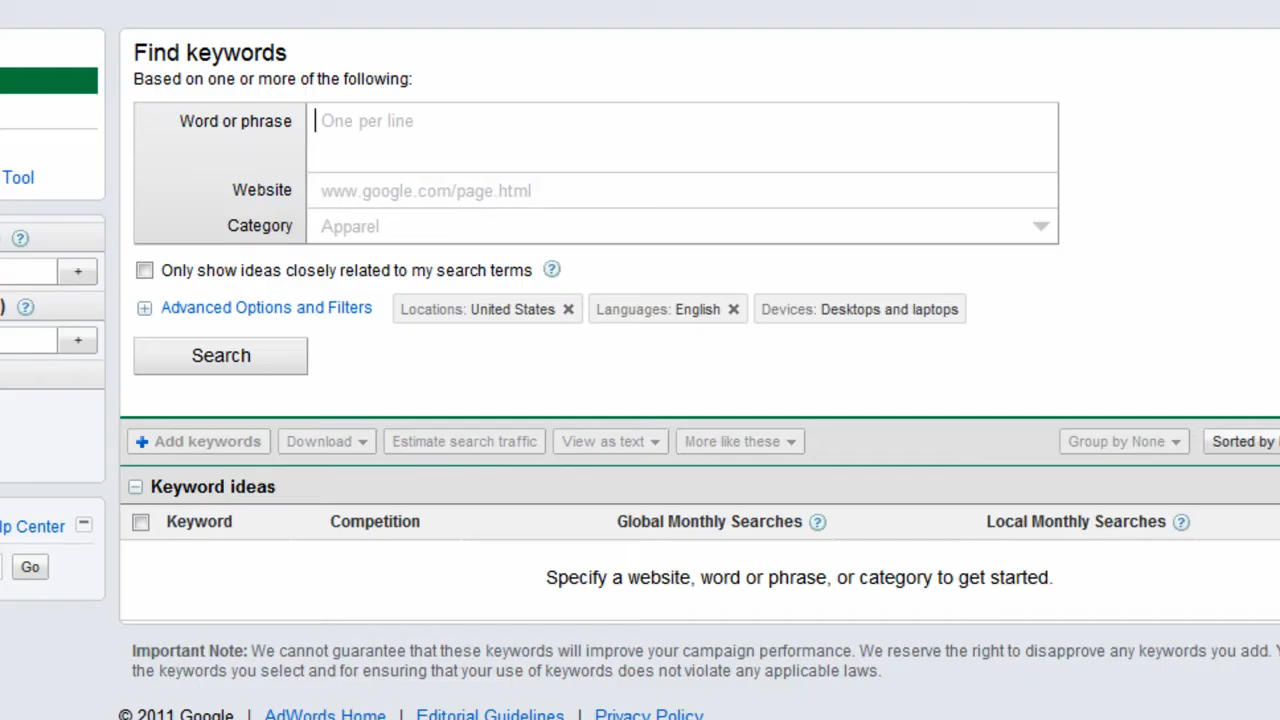 Find keywords
Based on one or more of the following:
Word or phrase One per line
Website www.google.com/page.html
Category Apparel
Only show ideas closely related to my search terms ?
Advanced Options and Filters Locations: United States Languages: English Devices: Desktops and laptops
Search
Tool
?
+
) ?
+
lp Center
Go
+ Add keywords Download Estimate search traffic View as text More like these Group by None Sorted by
Keyword ideas
Keyword Competition Global Monthly Searches ? Local Monthly Searches ?
Specify a website, word or phrase, or category to get started.
Important Note: We cannot guarantee that these keywords will improve your campaign performance. We reserve the right to disapprove any keywords you add.
the keywords you select and for ensuring that your use of keywords does not violate any applicable laws.
© 2011 Google | AdWords Home | Editorial Guidelines | Privacy Policy